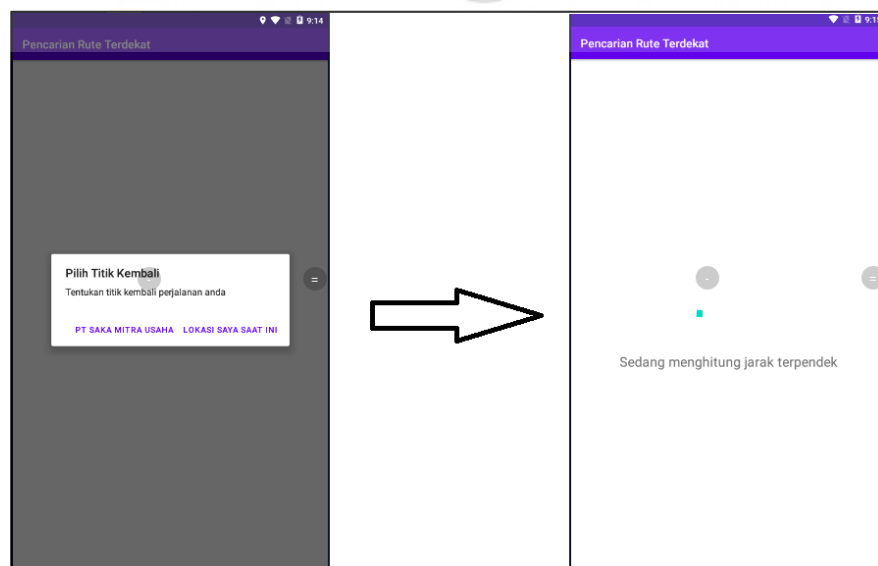 9:14
Pencarian Rute Terdekat
Pilih Titik Kembali
-
=
Tentukan titik kembali perjalanan anda
PT SAKA MITRA USAHA LOKASI SAYA SAAT INI
Pencarian Rute Terdekat
-
=
Sedang menghitung jarak terpendek